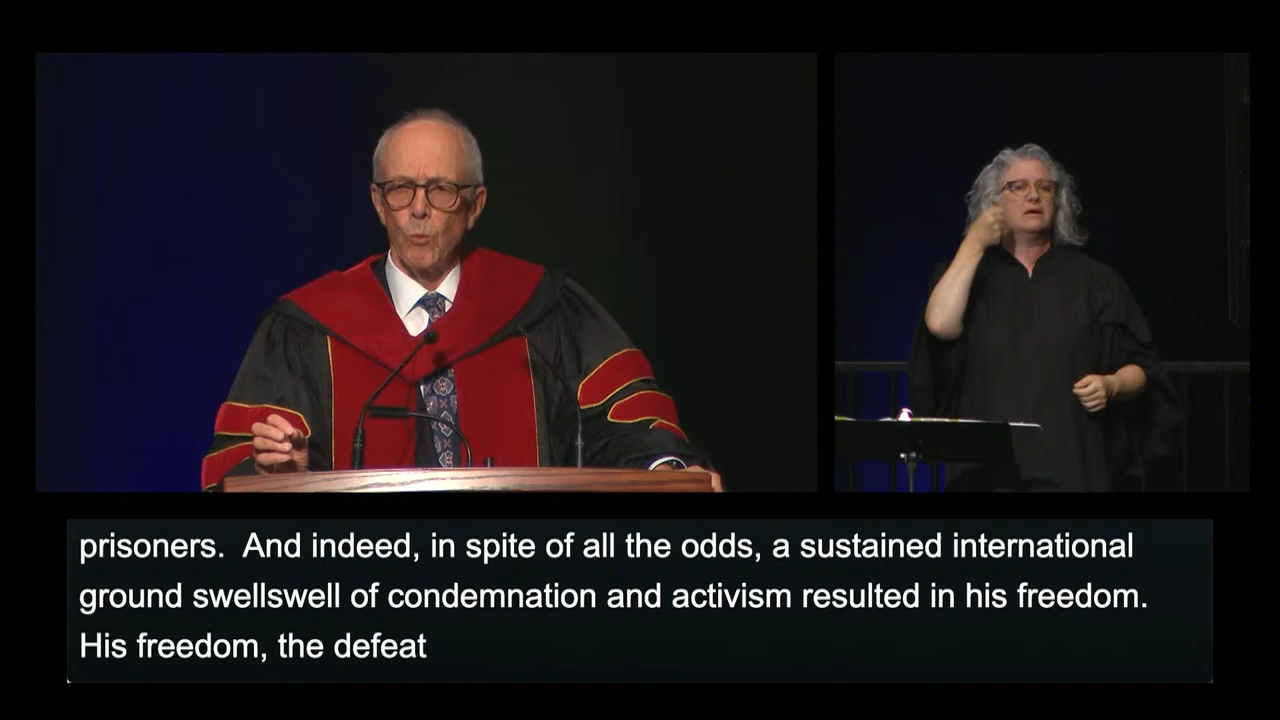 prisoners.  And indeed, in spite of all the odds, a sustained international
ground swellswell of condemnation and activism resulted in his freedom.
His freedom, the defeat